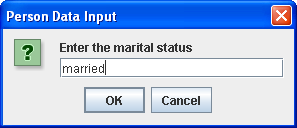 Person Data Input
Enter the marital status
married
OK Cancel